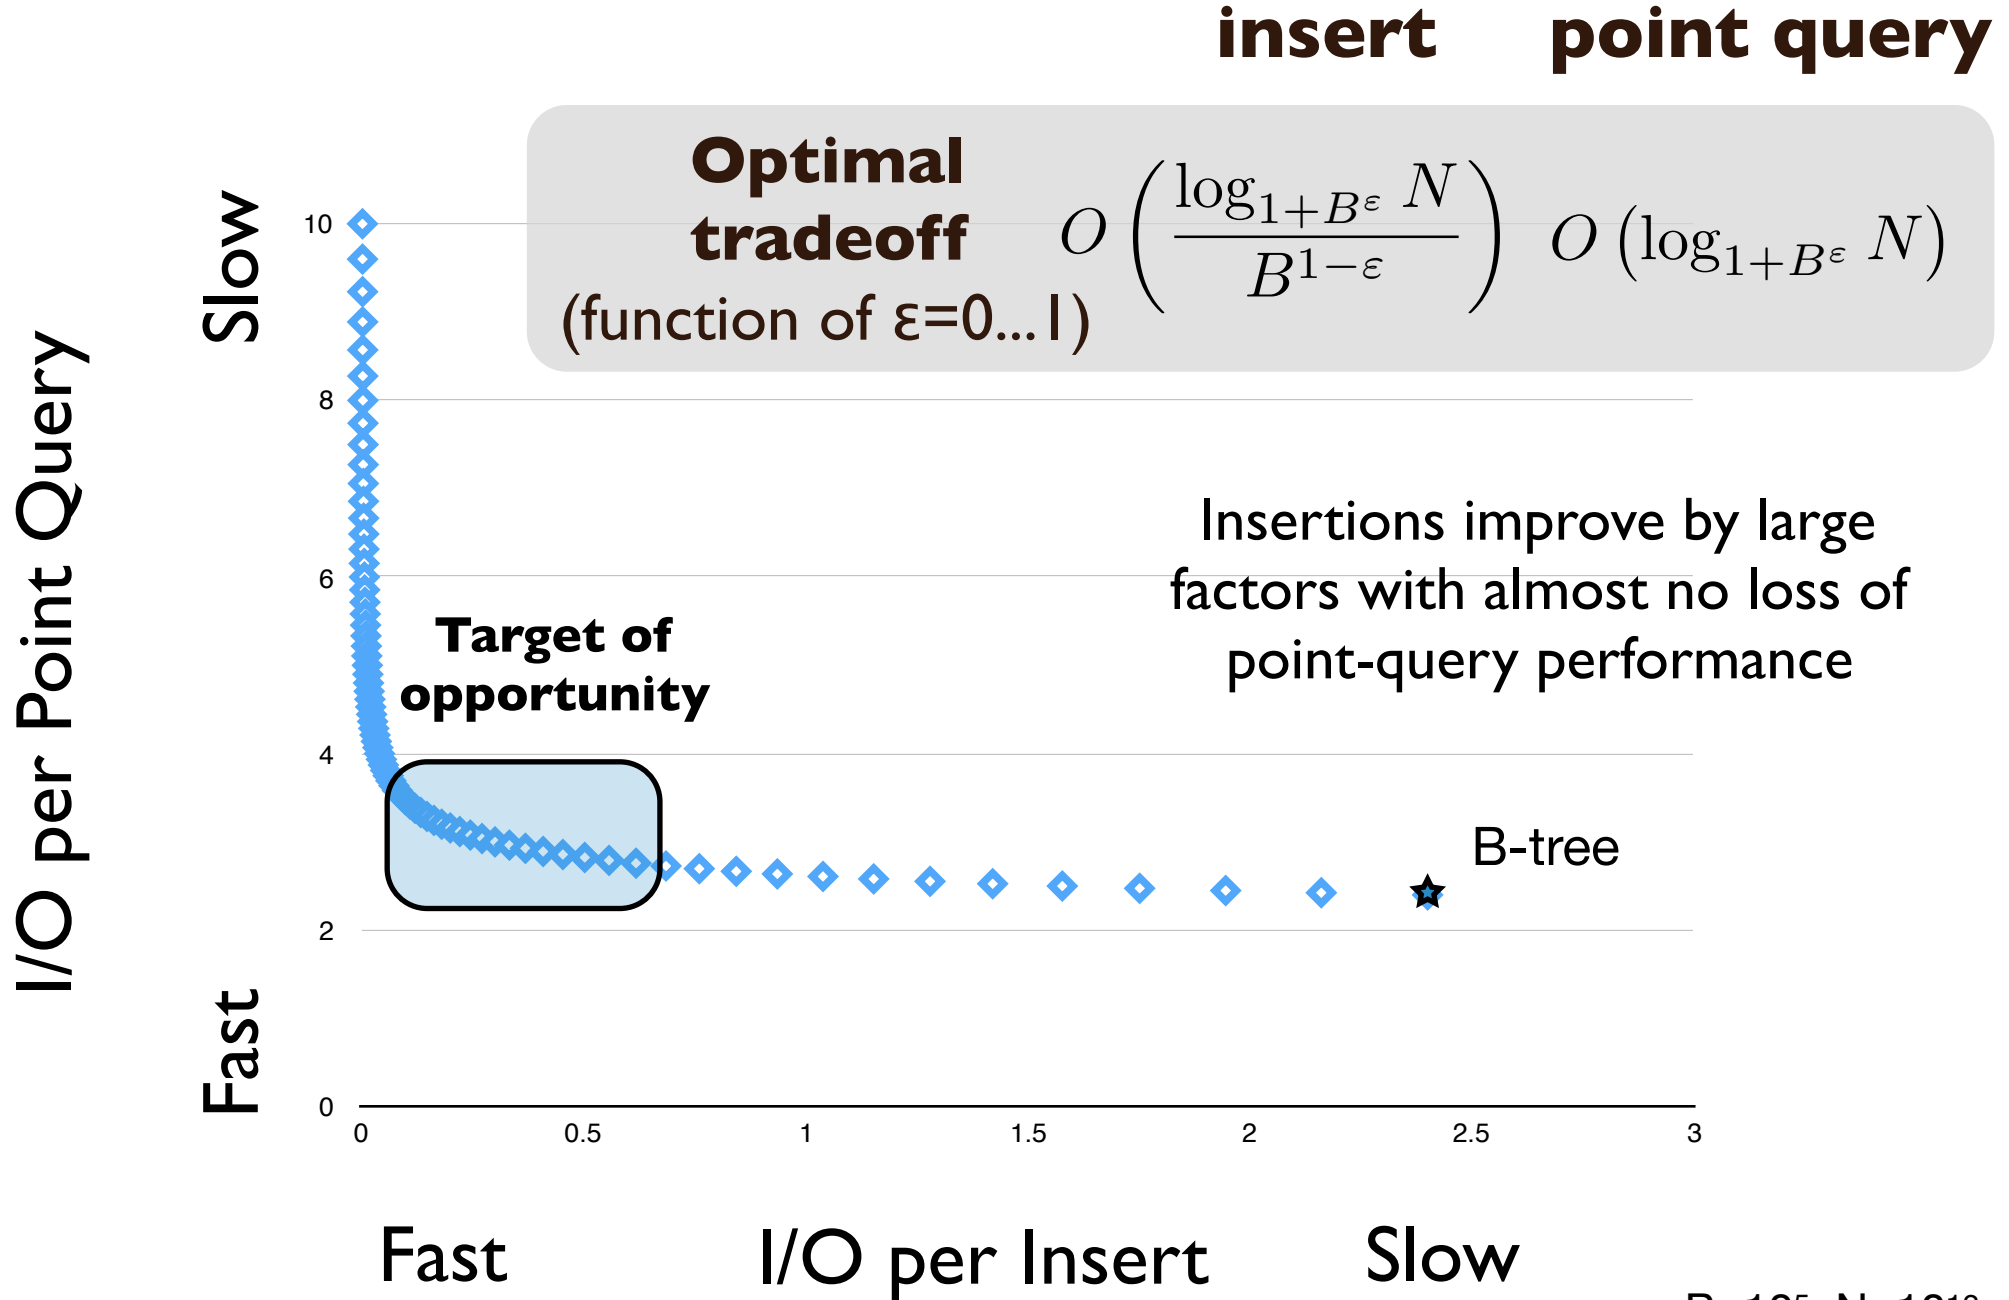 insert point query
Optimal
tradeoff
(function of ε=0...1)
O ( log_{1+B^ε} N / B^{1−ε} ) O (log_{1+B^ε} N)
Slow
Fast
I/O per Point Query
10
8
6
4
2
0
Insertions improve by large
factors with almost no loss of
point-query performance
Target of
opportunity
B-tree
0 0.5 1 1.5 2 2.5 3
Fast I/O per Insert Slow